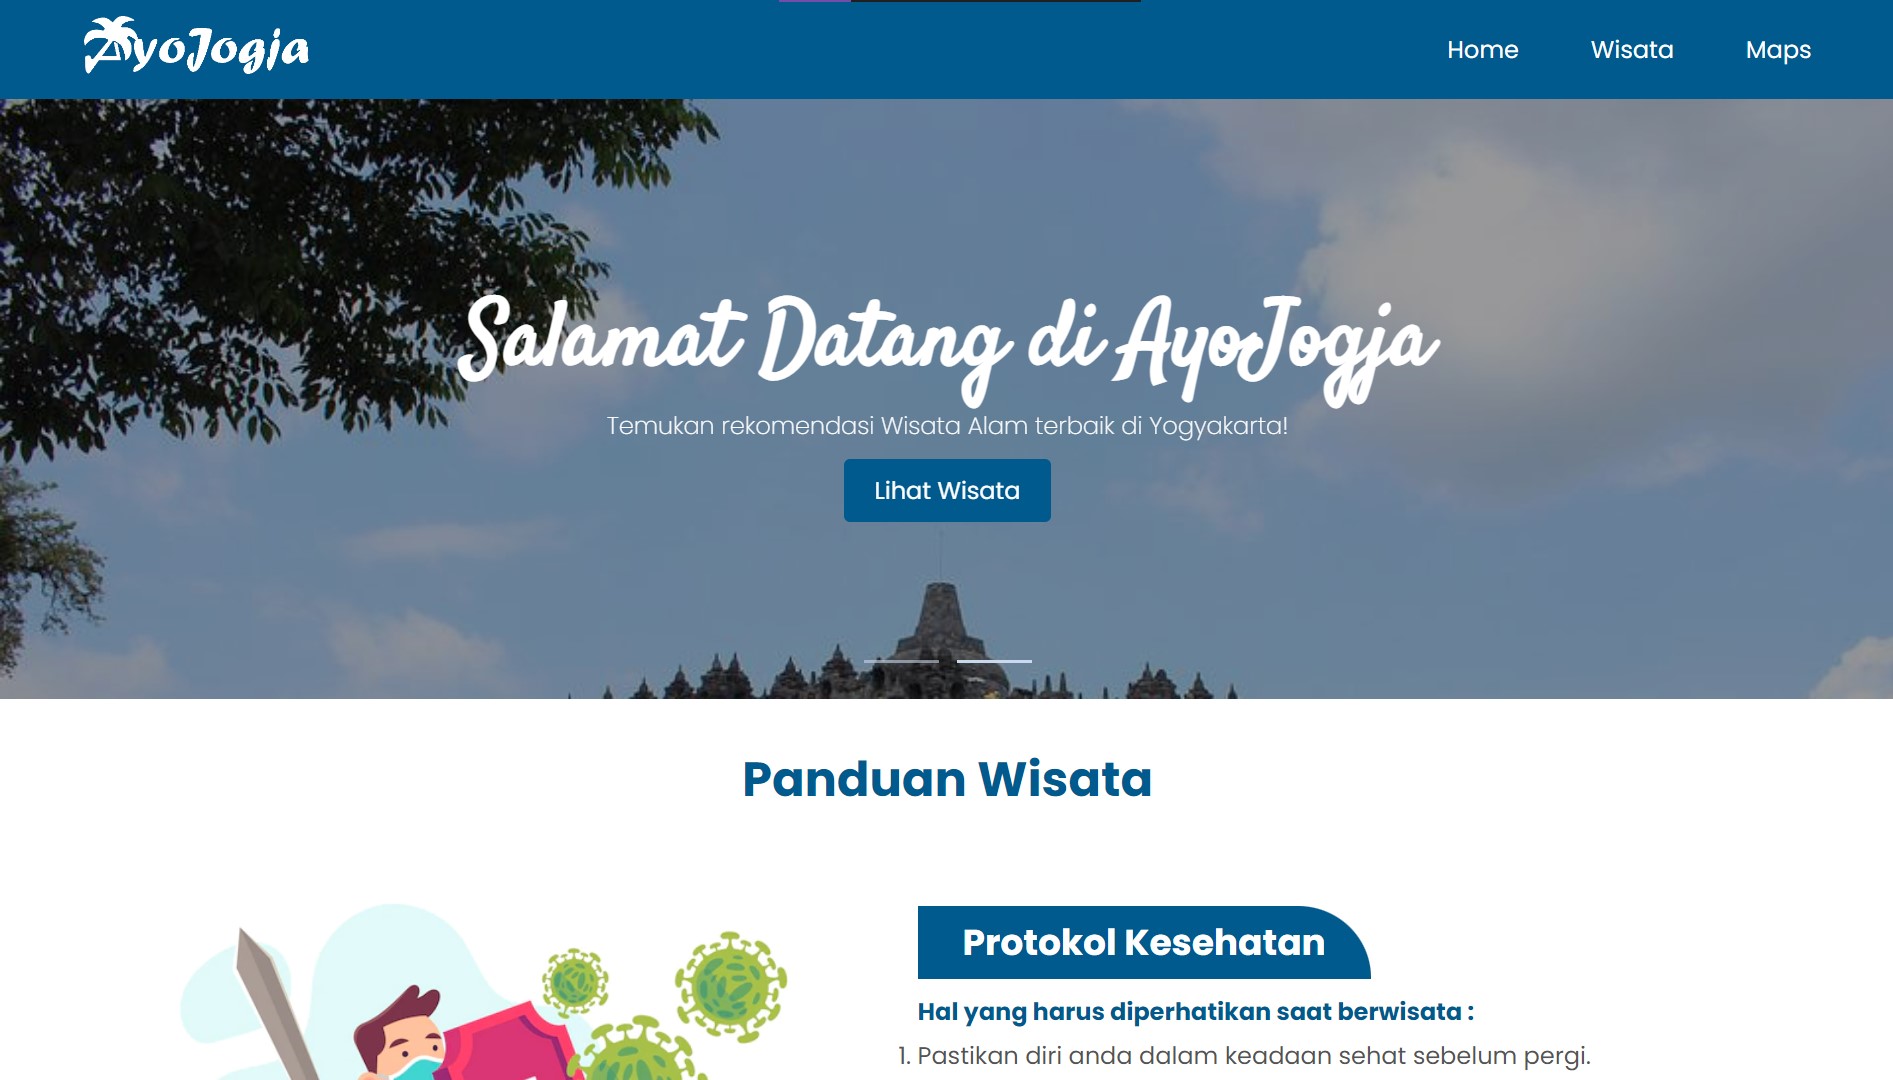 AyoJogja
Home
Wisata
Maps
Salamat Datang di AyoJogja
Temukan rekomendasi Wisata Alam terbaik di Yogyakarta!
Lihat Wisata
Panduan Wisata
Protokol Kesehatan
Hal yang harus diperhatikan saat berwisata :
1. Pastikan diri anda dalam keadaan sehat sebelum pergi.